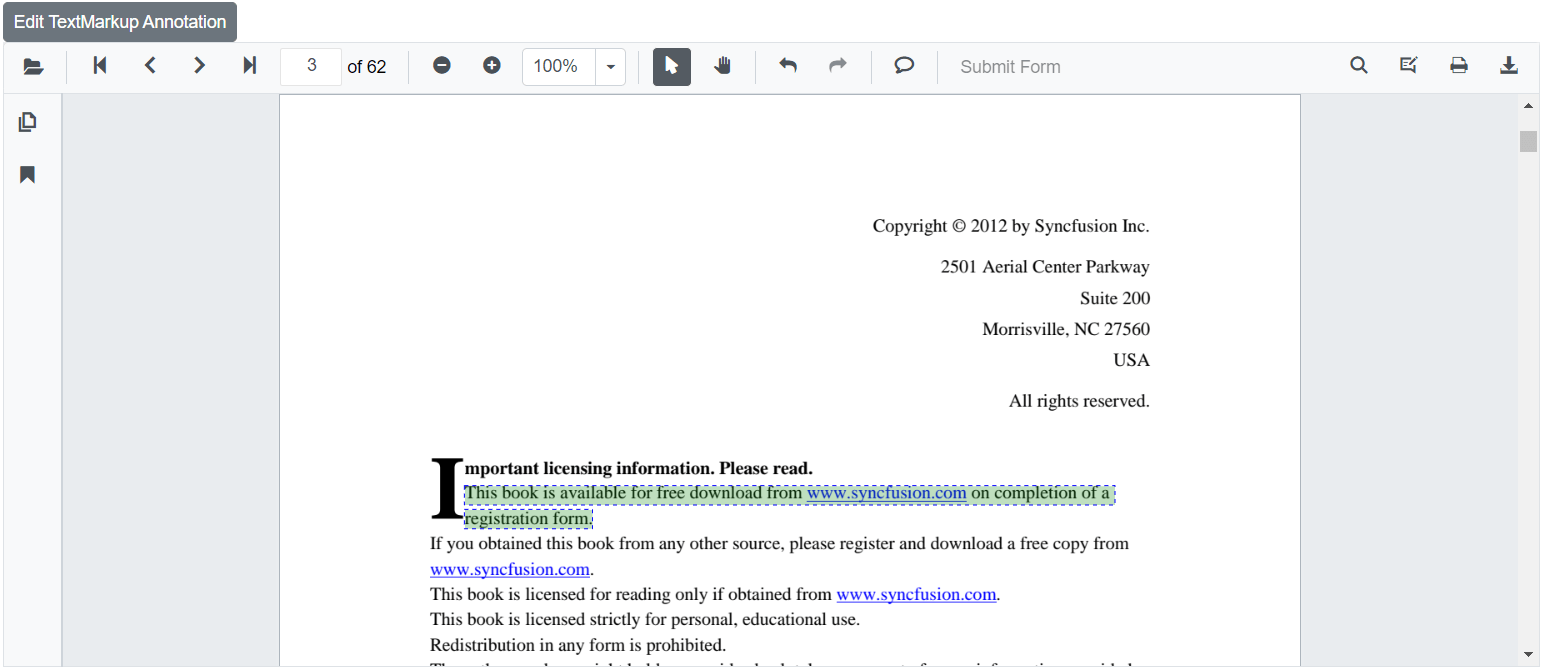 Edit TextMarkup Annotation
3 of 62 100% Submit Form
Copyright © 2012 by Syncfusion Inc.
2501 Aerial Center Parkway
Suite 200
Morrisville, NC 27560
USA
All rights reserved.
Important licensing information. Please read.
This book is available for free download from www.syncfusion.com on completion of a
registration form.
If you obtained this book from any other source, please register and download a free copy from
www.syncfusion.com.
This book is licensed for reading only if obtained from www.syncfusion.com.
This book is licensed strictly for personal, educational use.
Redistribution in any form is prohibited.